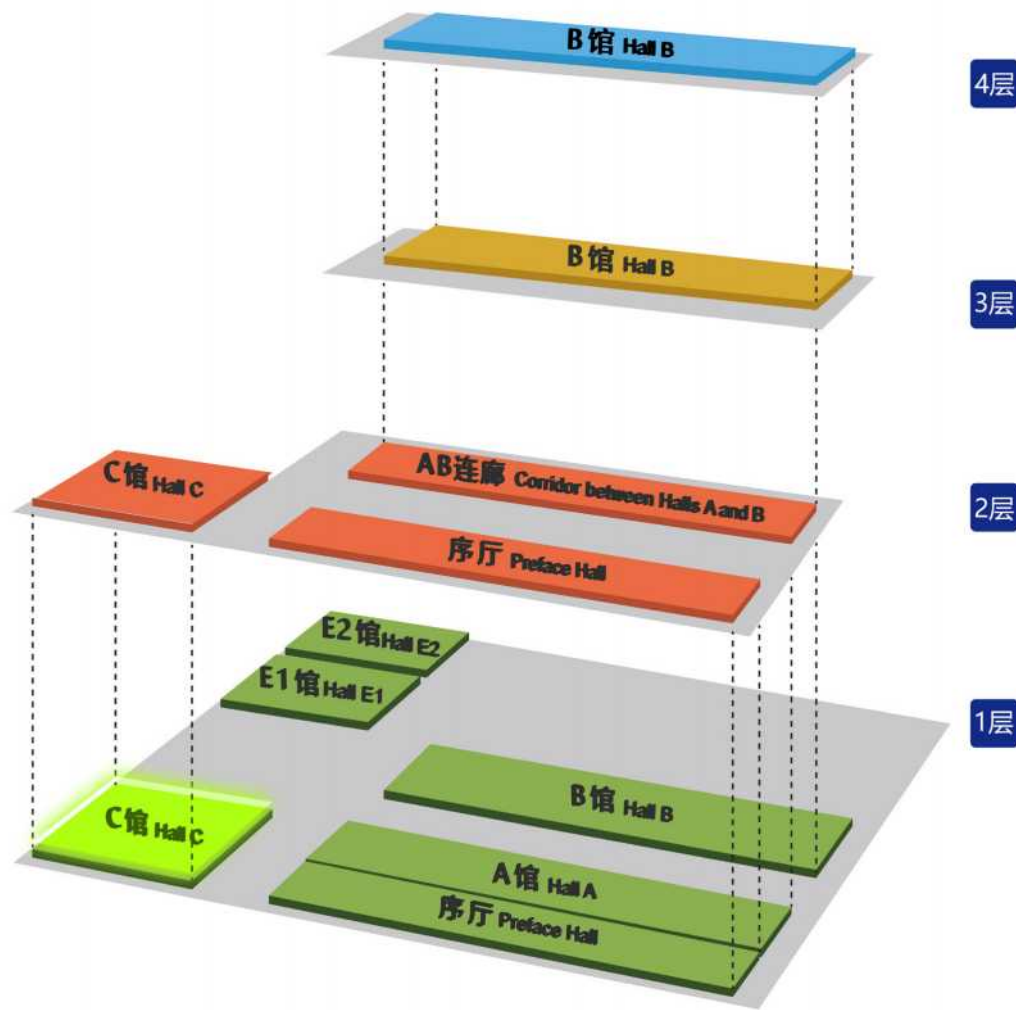 B馆 Hall B
4层
B馆 Hall B
3层
C馆 Hall C
AB连廊 Corridor between Halls A and B
2层
序厅 Preface Hall
E2馆 Hall E2
E1馆 Hall E1
1层
B馆 Hall B
C馆 Hall C
A馆 Hall A
序厅 Preface Hall